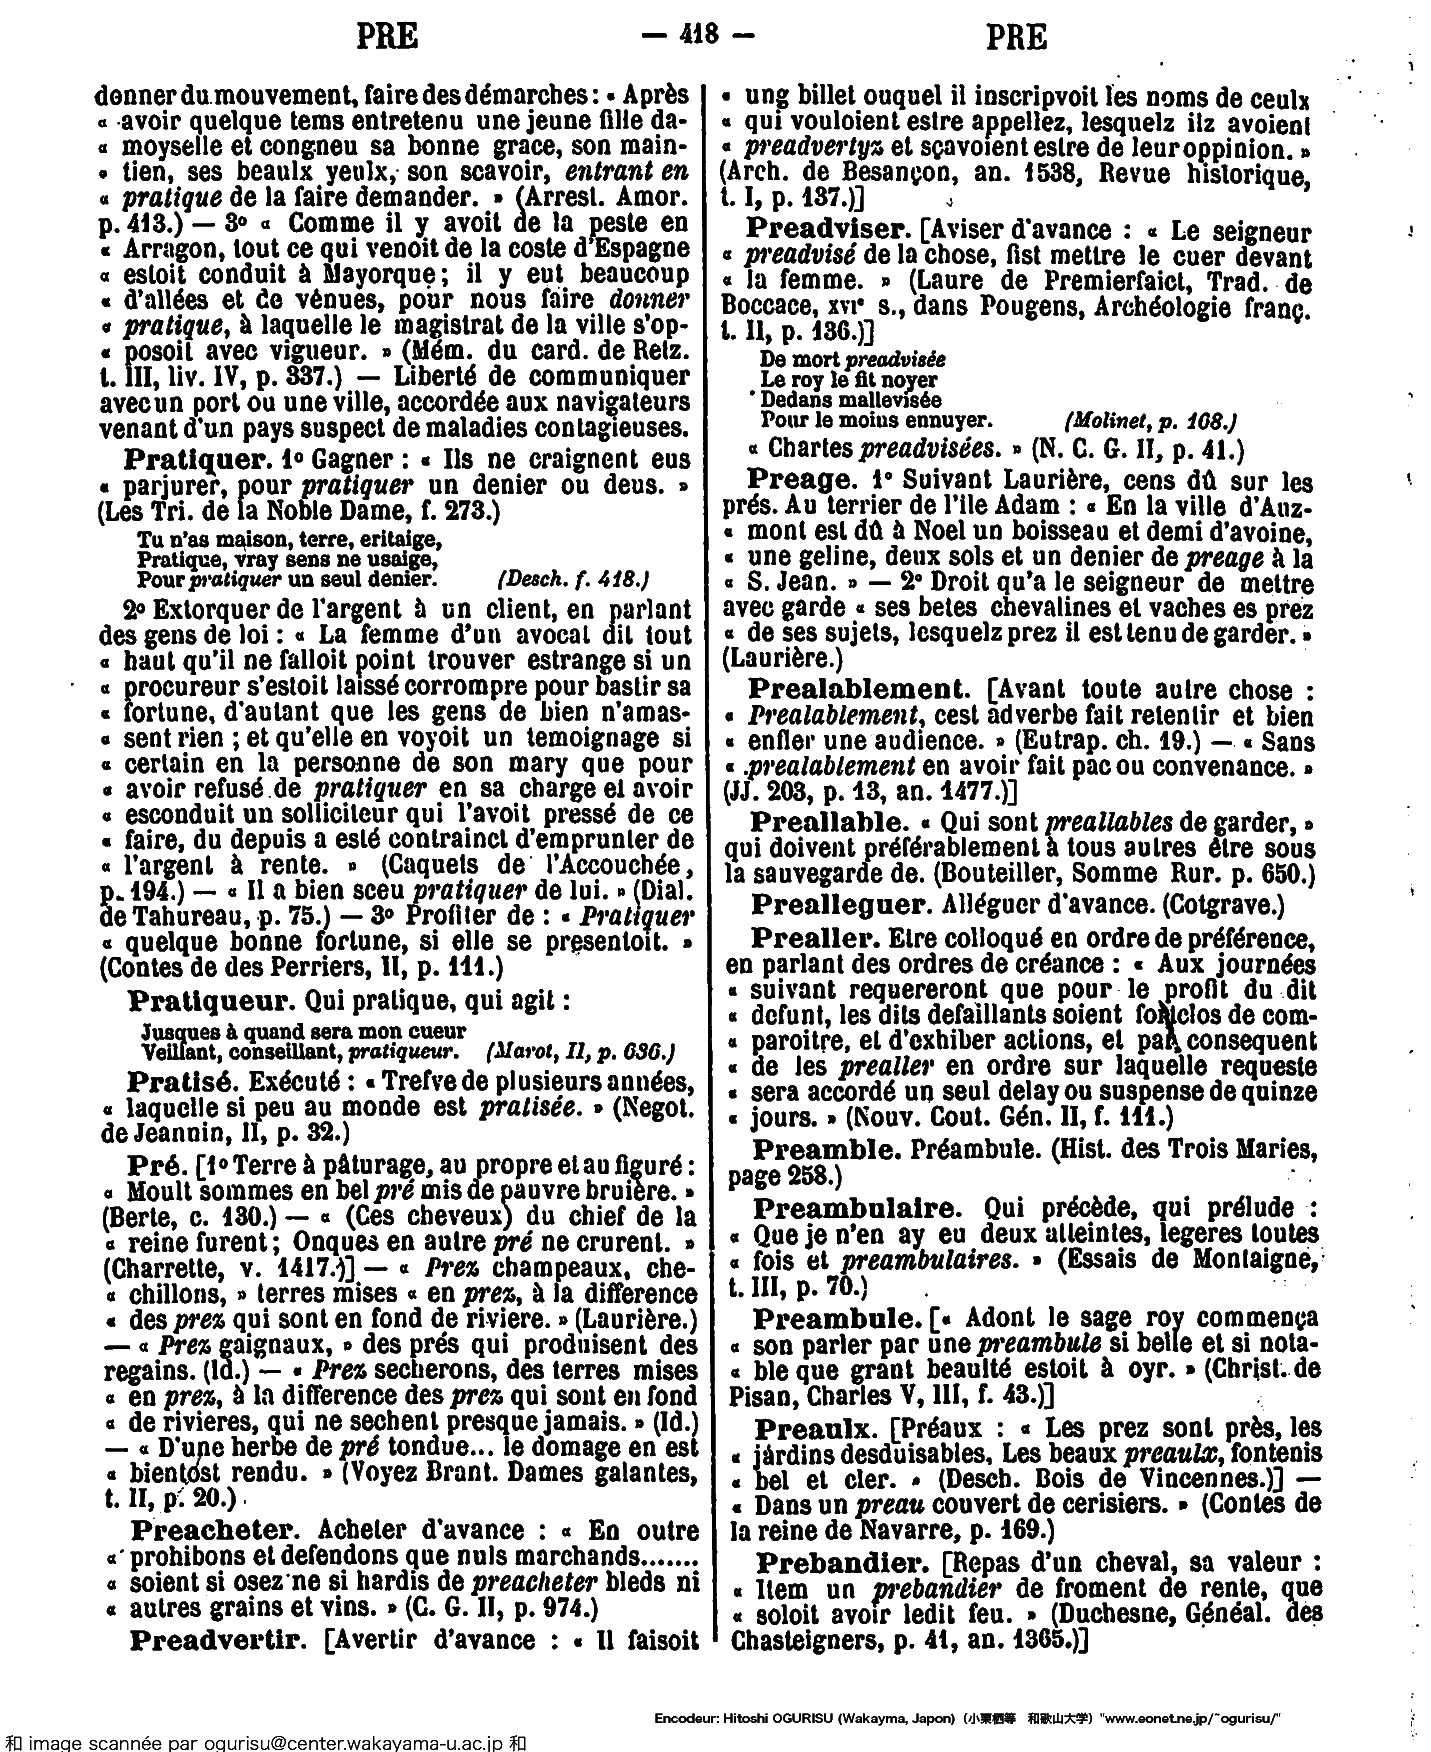 PRE — 418 — PRE
donner du mouvement, faire des démarches : « Après
« avoir quelque tems entretenu une jeune fille da-
« moyselle et congneu sa bonne grace, son main-
« tien, ses beaulx yeulx, son scavoir, entrant en
« pratique de la faire demander. » (Arrest. Amor.
p. 413.) — 3o « Comme il y avoit de la peste en
« Arragon, tout ce qui venoit de la coste d'Espagne
« estoit conduit à Mayorque ; il y eut beaucoup
« d'allées et de vénues, pour nous faire donner
« pratique, à laquelle le magistrat de la ville s'op-
« posoit avec vigueur. » (Mém. du card. de Retz.
t. III, liv. IV, p. 337.) — Liberté de communiquer
avec un port ou une ville, accordée aux navigateurs
venant d'un pays suspect de maladies contagieuses.
Pratiquer. 1o Gagner : « Ils ne craignent eus
« parjurer, pour pratiquer un denier ou deus. »
(Les Tri. de la Noble Dame, f. 273.)
Tu n'as maison, terre, eritaige,
Pratique, vray sens ne usaige,
Pour pratiquer un seul denier. (Desch. f. 418.)
2o Extorquer de l'argent à un client, en parlant
des gens de loi : « La femme d'un avocat dit tout
« haut qu'il ne falloit point trouver estrange si un
« procureur s'estoit laissé corrompre pour bastir sa
« fortune, d'autant que les gens de bien n'amas-
« sent rien ; et qu'elle en voyoit un temoignage si
« certain en la personne de son mary que pour
« avoir refusé de pratiquer en sa charge et avoir
« esconduit un solliciteur qui l'avoit pressé de ce
« faire, du depuis a esté contrainct d'emprunter de
« l'argent à rente. » (Caquets de l'Accouchée,
p. 194.) — « Il a bien sceu pratiquer de lui. » (Dial.
de Tahureau, p. 75.) — 3o Profiter de : « Pratiquer
« quelque bonne fortune, si elle se presentoit. »
(Contes de des Perriers, II, p. 111.)
Pratiqueur. Qui pratique, qui agit :
Jusques à quand sera mon cueur
Veillant, conseillant, pratiqueur. (Marot, II, p. 636.)
Pratisé. Exécuté : « Trefve de plusieurs années,
« laquelle si peu au monde est pratisée. » (Negot.
de Jeannin, II, p. 32.)
Pré. [1o Terre à pâturage, au propre et au figuré :
« Moult sommes en bel pré mis de pauvre bruiere. »
(Berte, c. 130.) — « (Ces cheveux) du chief de la
« reine furent ; Onques en autre pré ne crurent. »
(Charrette, v. 1417.)] — « Prez champeaux, che-
« chillons, » terres mises « en prez, à la difference
« des prez qui sont en fond de riviere. » (Laurière.)
— « Prez gaignaux, » des prés qui produisent des
regains. (Id.) — « Prez secherons, des terres mises
« en prez, à la difference des prez qui sont en fond
« de rivieres, qui ne sechent presque jamais. » (Id.)
— « D'une herbe de pré tondue... le domage en est
« bientost rendu. » (Voyez Brant. Dames galantes,
t. II, p. 20.)
Preacheter. Acheter d'avance : « En outre
« prohibons et defendons que nuls marchands.......
« soient si osez ne si hardis de preacheter bleds ni
« autres grains et vins. » (C. G. II, p. 974.)
Preadvertir. [Avertir d'avance : « Il faisoit
« ung billet ouquel il inscripvoit les noms de ceulx
« qui vouloient estre appellez, lesquelz ilz avoient
« preadvertyz et sçavoient estre de leur oppinion. »
(Arch. de Besançon, an. 1538, Revue historique,
t. I, p. 137.)]
Preadviser. [Aviser d'avance : « Le seigneur
« preadvisé de la chose, fist mettre le cuer devant
« la femme. » (Laure de Premierfaict, Trad. de
Boccace, XVIe s., dans Pougens, Archéologie franç.
t. II, p. 136.)]
De mort preadvisée
Le roy le fit noyer
Dedans mallevisée
Pour le moius ennuyer. (Molinet, p. 168.)
« Chartes preadvisées. » (N. C. G. II, p. 41.)
Preage. 1o Suivant Laurière, cens dû sur les
prés. Au terrier de l'ile Adam : « En la ville d'Auz-
« mont est dû à Noel un boisseau et demi d'avoine,
« une geline, deux sols et un denier de preage à la
« S. Jean. » — 2o Droit qu'a le seigneur de mettre
avec garde « ses betes chevalines et vaches es prez
« de ses sujets, lesquelz prez il est tenu de garder. »
(Laurière.)
Prealablement. [Avant toute autre chose :
« Prealablement, cest adverbe fait retentir et bien
« enfler une audience. » (Eutrap. ch. 19.) — « Sans
« prealablement en avoir fait pac ou convenance. »
(JJ. 203, p. 13, an. 1477.)]
Preallable. « Qui sont preallables de garder, »
qui doivent préférablement à tous autres être sous
la sauvegarde de. (Bouteiller, Somme Rur. p. 650.)
Prealleguer. Alléguer d'avance. (Cotgrave.)
Prealler. Etre colloqué en ordre de préférence,
en parlant des ordres de créance : « Aux journées
« suivant requereront que pour le profit du dit
« defunt, les dits defaillants soient forclos de com-
« paroitre, et d'exhiber actions, et par consequent
« de les prealler en ordre sur laquelle requeste
« sera accordé un seul delay ou suspense de quinze
« jours. » (Nouv. Cout. Gén. II, f. 111.)
Preamble. Préambule. (Hist. des Trois Maries,
page 258.)
Preambulaire. Qui précède, qui prélude :
« Que je n'en ay eu deux atteintes, legeres toutes
« fois et preambulaires. » (Essais de Montaigne,
t. III, p. 70.)
Preambule. [« Adont le sage roy commença
« son parler par une preambule si belle et si nota-
« ble que grant beaulté estoit à oyr. » (Christ. de
Pisan, Charles V, III, f. 43.)]
Preaulx. [Préaux : « Les prez sont près, les
« jardins desduisables, Les beaux preaulx, fontenis
« bel et cler. » (Desch. Bois de Vincennes.)] —
« Dans un preau couvert de cerisiers. » (Contes de
la reine de Navarre, p. 169.)
Prebandier. [Repas d'un cheval, sa valeur :
« Item un prebandier de froment de rente, que
« soloit avoir ledit feu. » (Duchesne, Généal. des
Chasteigners, p. 41, an. 1365.)]
Encodeur: Hitoshi OGURISU (Wakayma, Japon) (小栗栖等 和歌山大学) "www.eonet.ne.jp/~ogurisu/"
和 image scannée par ogurisu@center.wakayama-u.ac.jp 和